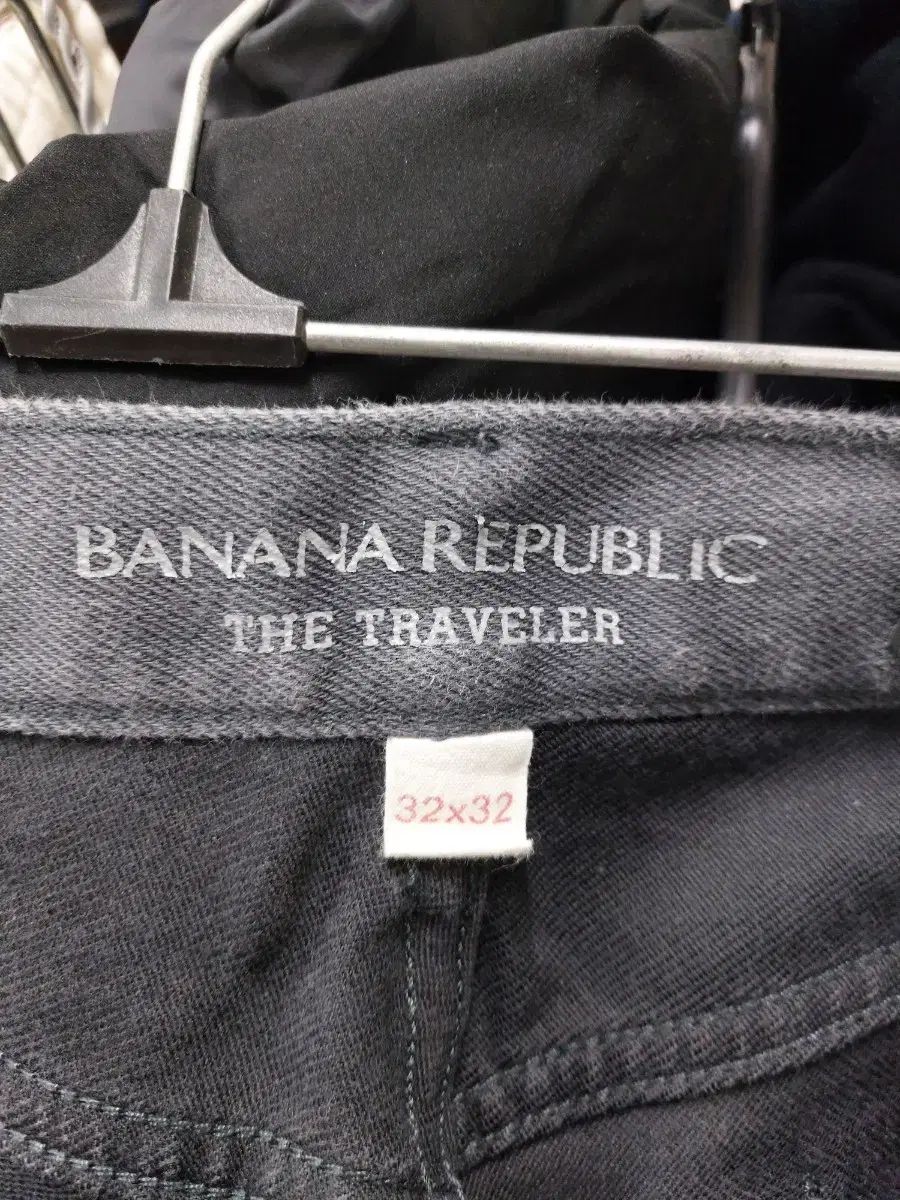 BANANA REPUBLIC
THE TRAVELER
32x32